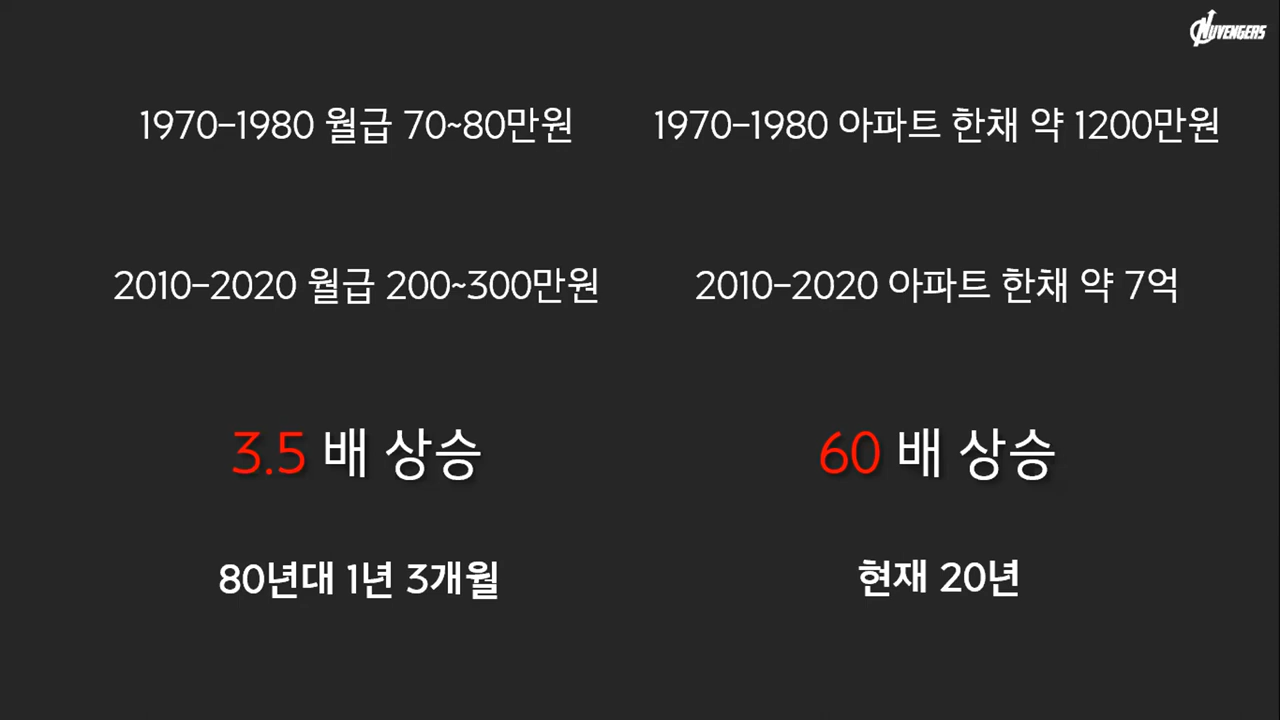 NUVENGERS
1970-1980 월급 70~80만원
1970-1980 아파트 한채 약 1200만원
2010-2020 월급 200~300만원
2010-2020 아파트 한채 약 7억
3.5 배 상승
60 배 상승
80년대 1년 3개월
현재 20년